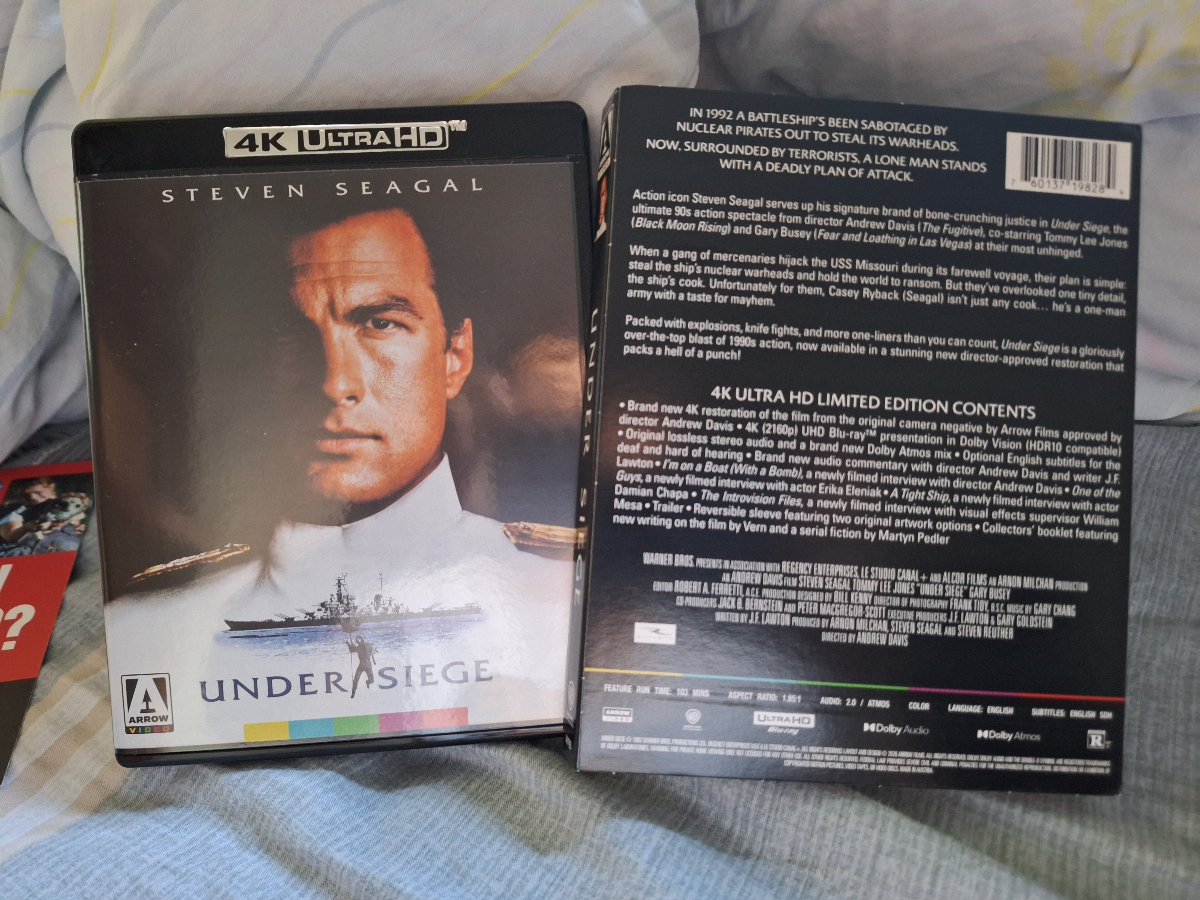 4K ULTRA HD™
STEVEN SEAGAL
UNDER SIEGE
ARROW
VIDEO
?
UNDER SIEGE
IN 1992 A BATTLESHIP'S BEEN SABOTAGED BY
NUCLEAR PIRATES OUT TO STEAL ITS WARHEADS.
NOW, SURROUNDED BY TERRORISTS, A LONE MAN STANDS
WITH A DEADLY PLAN OF ATTACK.
7 60137 19828 4
Action icon Steven Seagal serves up his signature brand of bone-crunching justice in Under Siege, the
ultimate 90s action spectacle from director Andrew Davis (The Fugitive), co-starring Tommy Lee Jones
(Black Moon Rising) and Gary Busey (Fear and Loathing in Las Vegas) at their most unhinged.
When a gang of mercenaries hijack the USS Missouri during its farewell voyage, their plan is simple:
steal the ship's nuclear warheads and hold the world to ransom. But they've overlooked one tiny detail,
the ship's cook. Unfortunately for them, Casey Ryback (Seagal) isn't just any cook... he's a one-man
army with a taste for mayhem.
Packed with explosions, knife fights, and more one-liners than you can count, Under Siege is a gloriously
over-the-top blast of 1990s action, now available in a stunning new director-approved restoration that
packs a hell of a punch!
4K ULTRA HD LIMITED EDITION CONTENTS
• Brand new 4K restoration of the film from the original camera negative by Arrow Films approved by
director Andrew Davis • 4K (2160p) UHD Blu-ray™ presentation in Dolby Vision (HDR10 compatible)
• Original lossless stereo audio and a brand new Dolby Atmos mix • Optional English subtitles for the
deaf and hard of hearing • Brand new audio commentary with director Andrew Davis and writer J.F.
Lawton • I'm on a Boat (With a Bomb), a newly filmed interview with director Andrew Davis • One of the
Guys, a newly filmed interview with actor Erika Eleniak • A Tight Ship, a newly filmed interview with actor
Damian Chapa • The Introvision Files, a newly filmed interview with visual effects supervisor William
Mesa • Trailer • Reversible sleeve featuring two original artwork options • Collectors' booklet featuring
new writing on the film by Vern and a serial fiction by Martyn Pedler
WARNER BROS. PRESENTS IN ASSOCIATION WITH REGENCY ENTERPRISES, LE STUDIO CANAL+ AND ALCOR FILMS AN ARNON MILCHAN PRODUCTION
AN ANDREW DAVIS FILM STEVEN SEAGAL TOMMY LEE JONES "UNDER SIEGE" GARY BUSEY
EDITOR ROBERT A. FERRETTI, A.C.E. PRODUCTION DESIGNED BY BILL KENNY DIRECTOR OF PHOTOGRAPHY FRANK TIDY, B.S.C. MUSIC BY GARY CHANG
CO-PRODUCERS JACK B. BERNSTEIN AND PETER MACGREGOR-SCOTT EXECUTIVE PRODUCERS J.F. LAWTON & GARY GOLDSTEIN
WRITTEN BY J.F. LAWTON PRODUCED BY ARNON MILCHAN, STEVEN SEAGAL AND STEVEN REUTHER
DIRECTED BY ANDREW DAVIS
FEATURE RUN TIME: 103 MINS ASPECT RATIO: 1.85:1 AUDIO: 2.0 / ATMOS COLOR LANGUAGE: ENGLISH SUBTITLES: ENGLISH SDH
ARROW VIDEO ULTRA HD Blu-ray Dolby Audio Dolby Atmos R